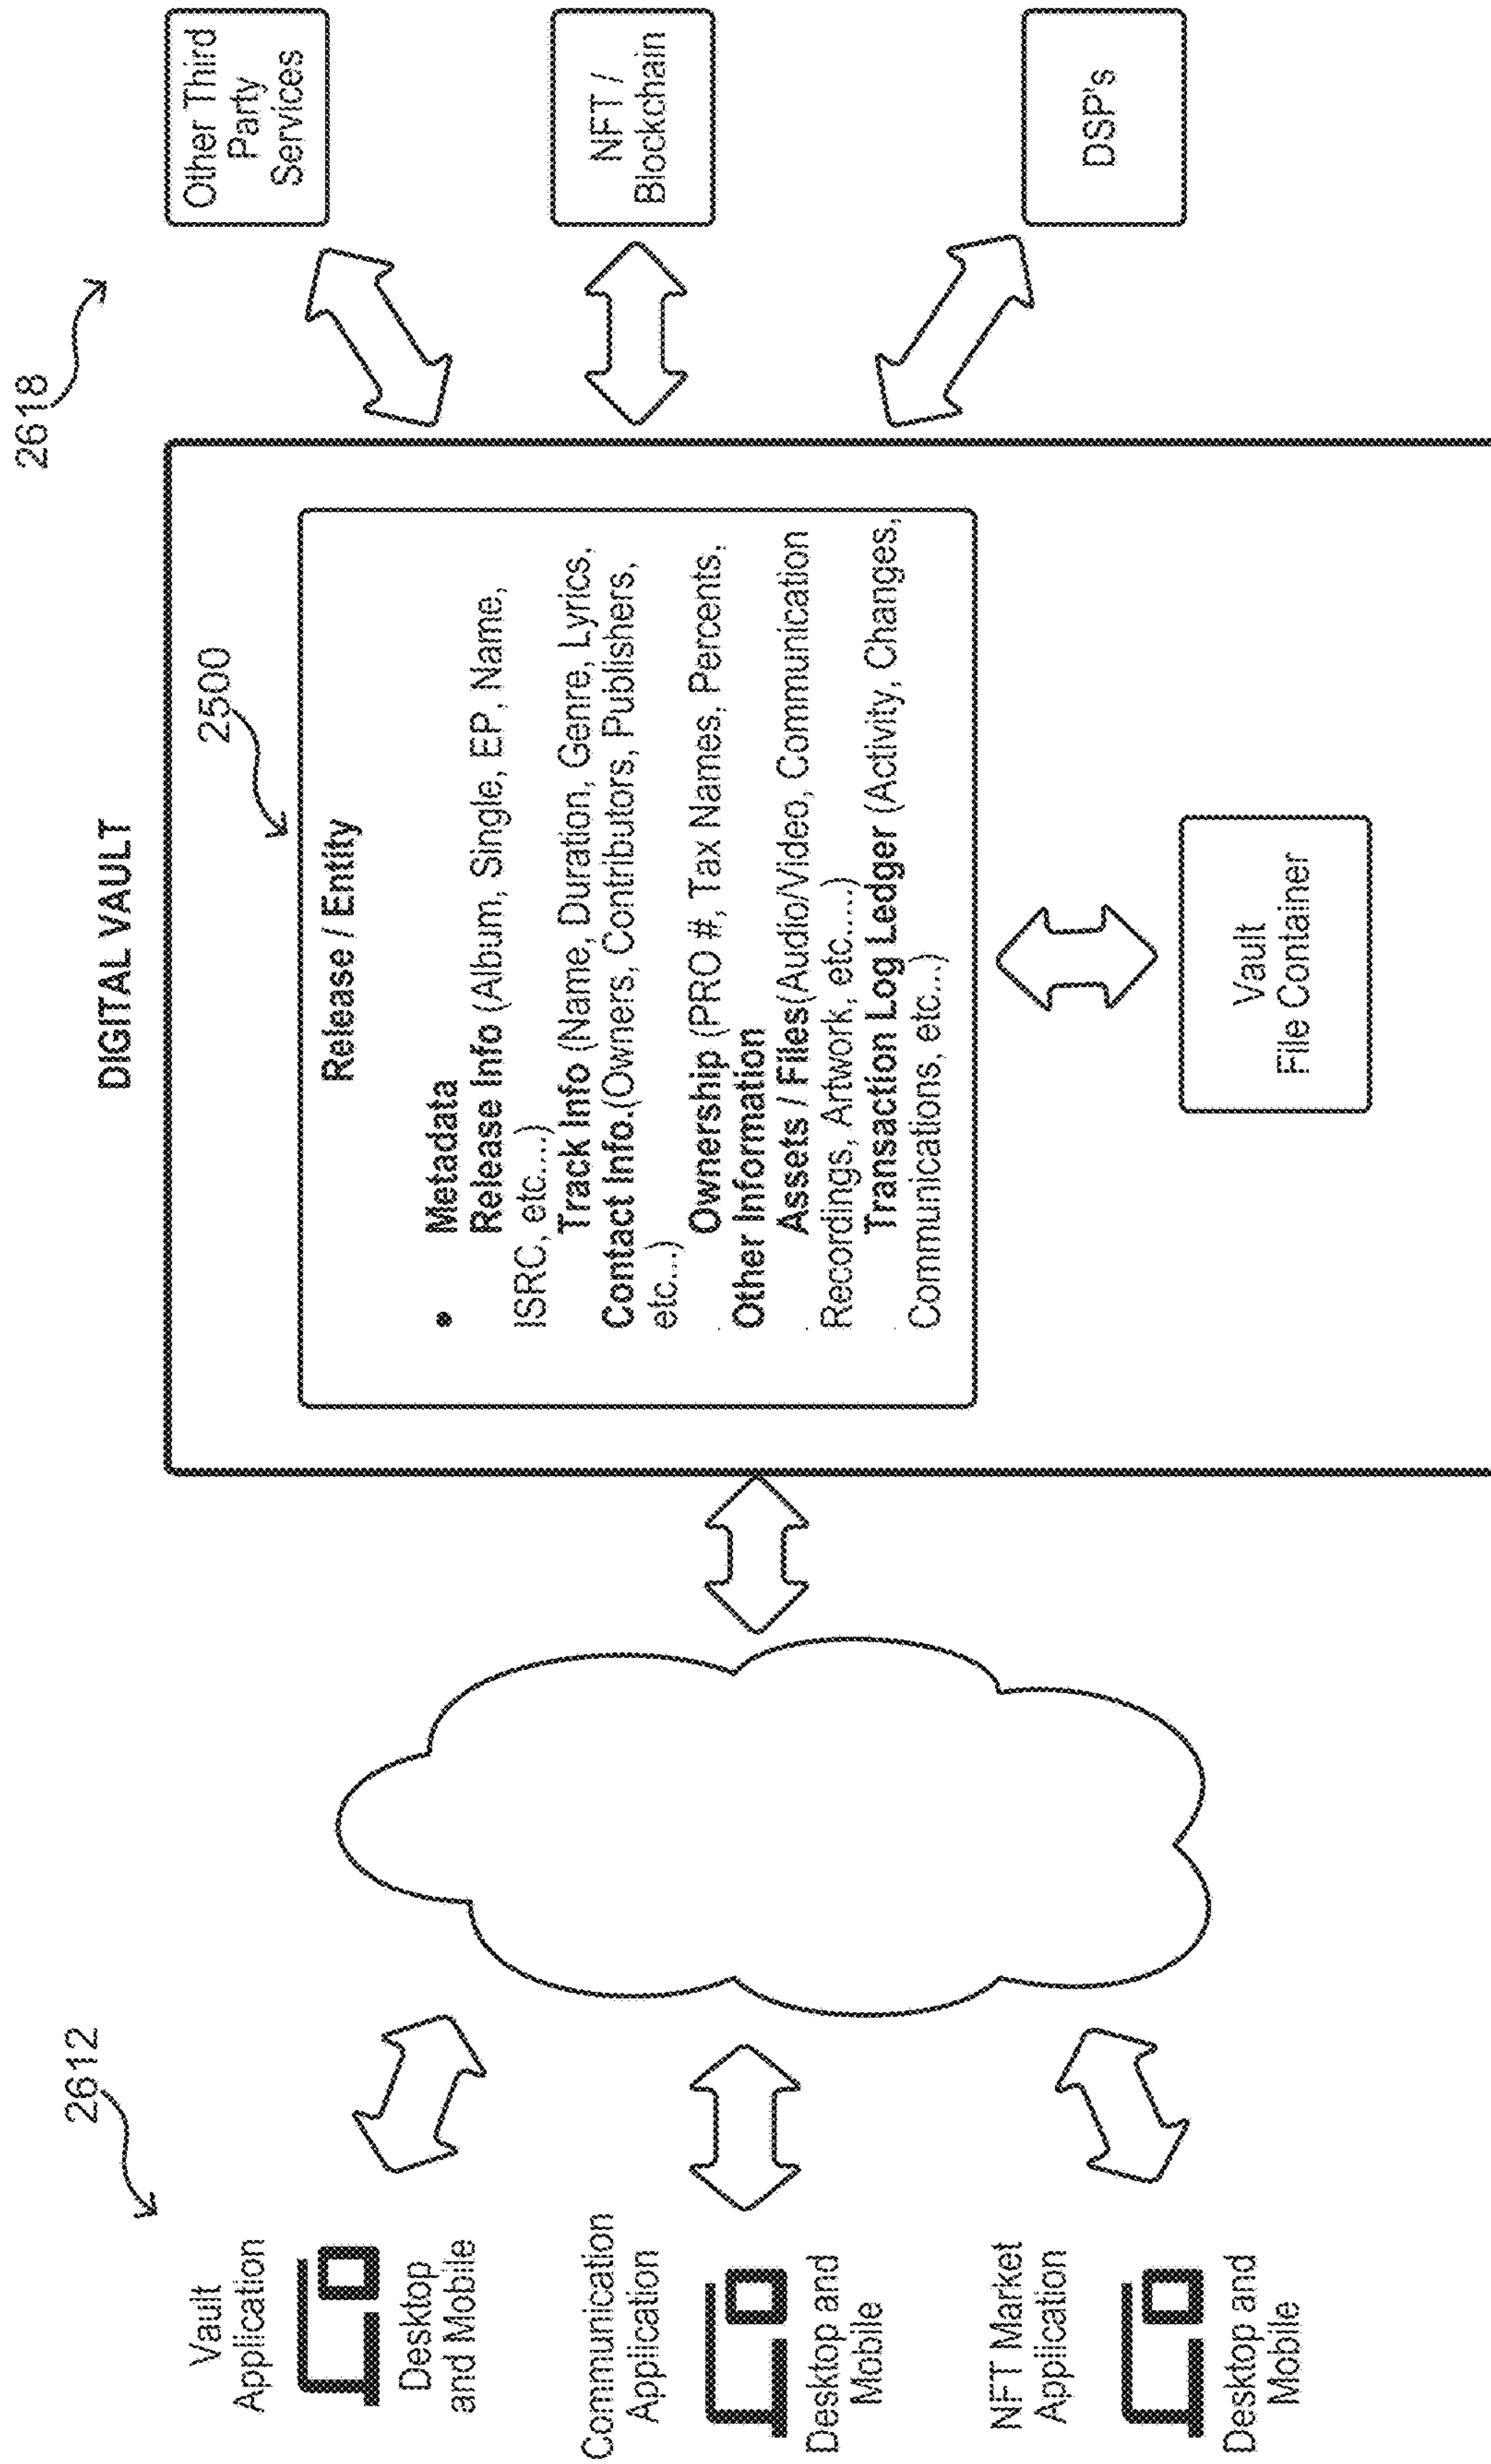 2612
Vault
Application
Desktop
and Mobile
Communication
Application
Desktop and
Mobile
NFT Market
Application
Desktop and
Mobile
DIGITAL VAULT
2500
Release / Entity
• Metadata
Release Info (Album, Single, EP, Name,
ISRC, etc....)
Track Info (Name, Duration, Genre, Lyrics,
Contact Info.(Owners, Contributors, Publishers,
etc...)
Ownership (PRO #, Tax Names, Percents,
Other Information
Assets / Files(Audio/Video, Communication
Recordings, Artwork, etc.....)
Transaction Log Ledger (Activity, Changes,
Communications, etc...)
Vault
File Container
2618
Other Third
Party
Services
NFT /
Blockchain
DSP's